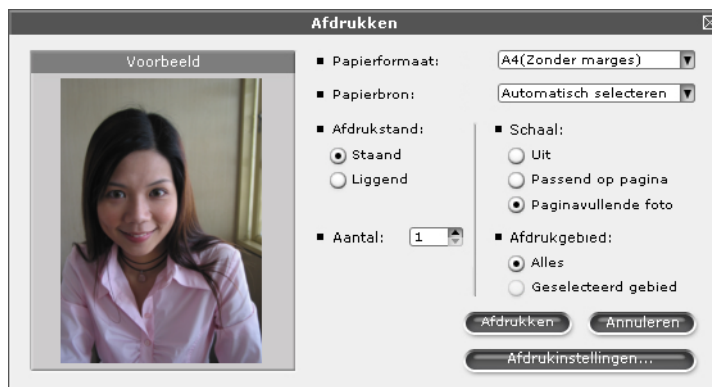 Afdrukken
Voorbeeld
Papierformaat:
A4(Zonder marges)
Papierbron:
Automatisch selecteren
Afdrukstand:
Staand
Liggend
Aantal:
1
Schaal:
Uit
Passend op pagina
Paginavullende foto
Afdrukgebied:
Alles
Geselecteerd gebied
Afdrukken
Annuleren
Afdrukinstellingen...